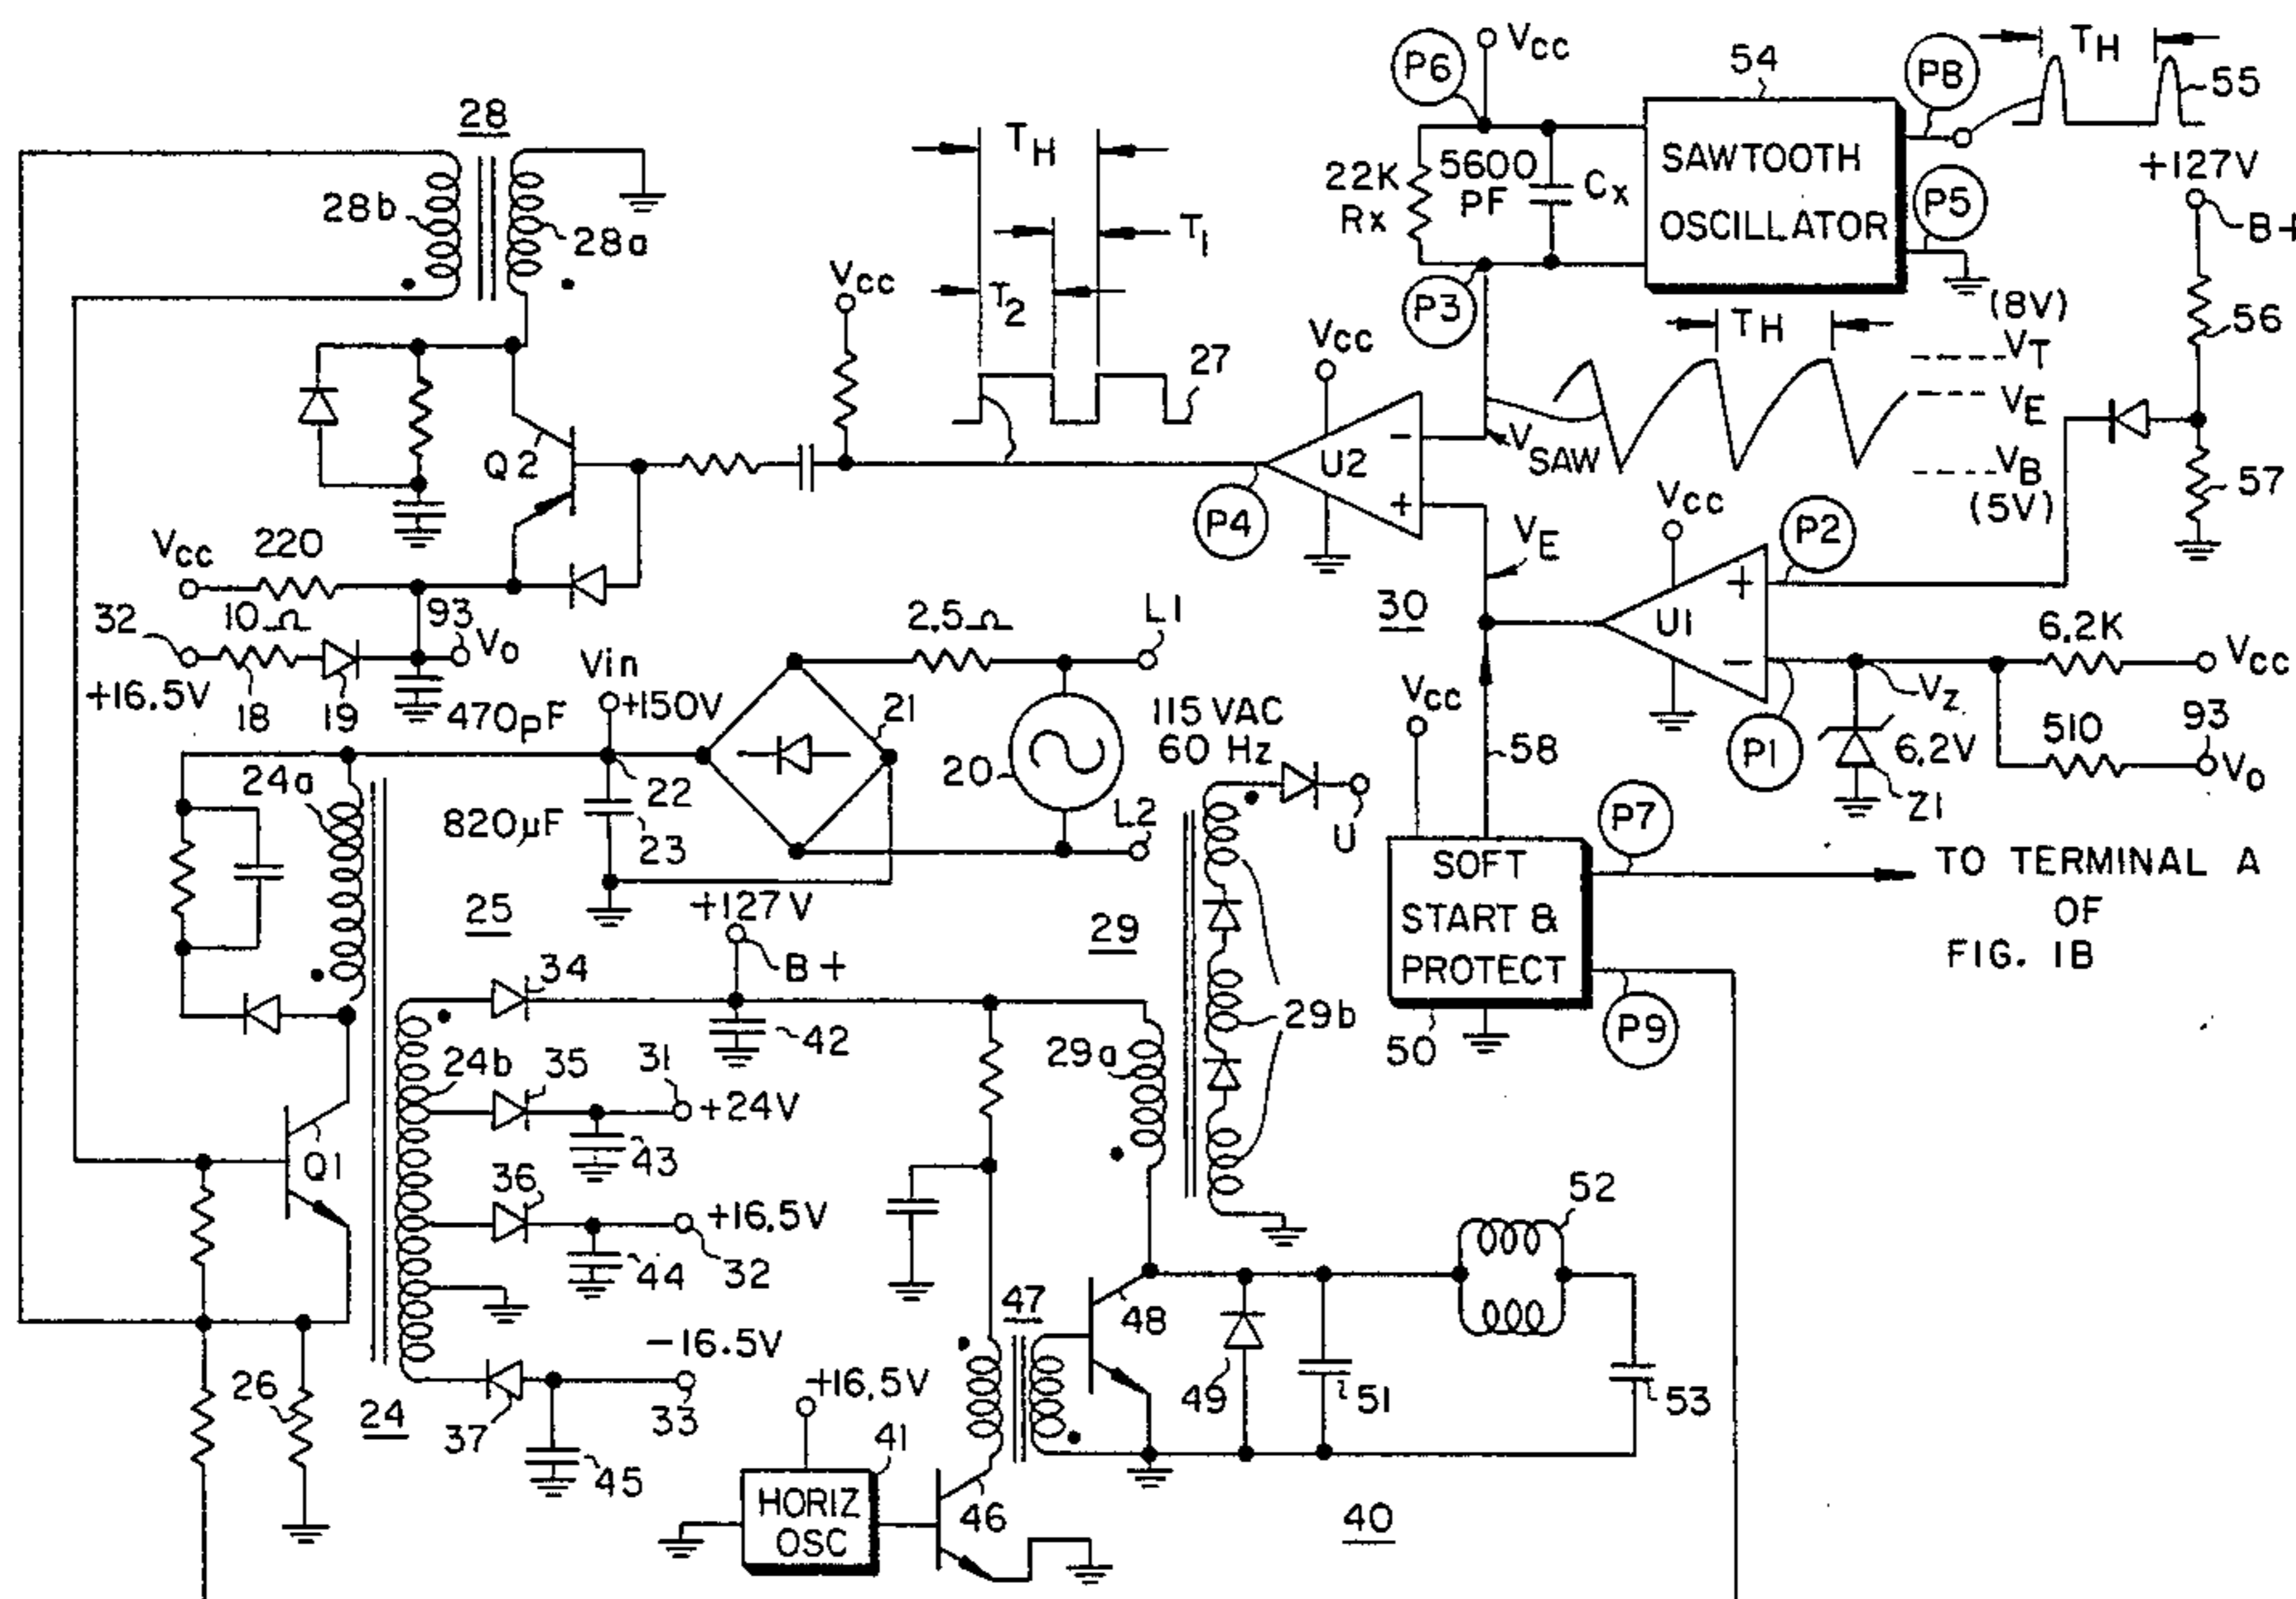 28
28b
28a
Q2
Vcc
220
32
10Ω
93
Vo
+16.5V
18
19
470pF
Vcc
TH
T1
T2
27
P6
Vcc
22K
Rx
5600
PF
Cx
P3
54
SAWTOOTH
OSCILLATOR
P8
P5
TH
55
+127V
B+
56
57
(8V)
VT
VE
VB
(5V)
TH
VSAW
Vcc
U2
P4
VE
30
Vcc
U1
P2
P1
Vz
6.2V
Z1
6.2K
Vcc
510
93
Vo
Vin
+150V
22
820µF
23
21
2.5Ω
20
115 VAC
60 Hz
L1
L2
U
Vcc
58
SOFT
START &
PROTECT
50
P7
P9
TO TERMINAL A
OF
FIG. 1B
24a
25
+127V
B+
34
42
24b
35
31
+24V
43
36
+16.5V
44
32
−16.5V
37
33
45
Q1
26
24
29
29a
29b
47
48
49
51
52
53
+16.5V
41
HORIZ
OSC
46
40